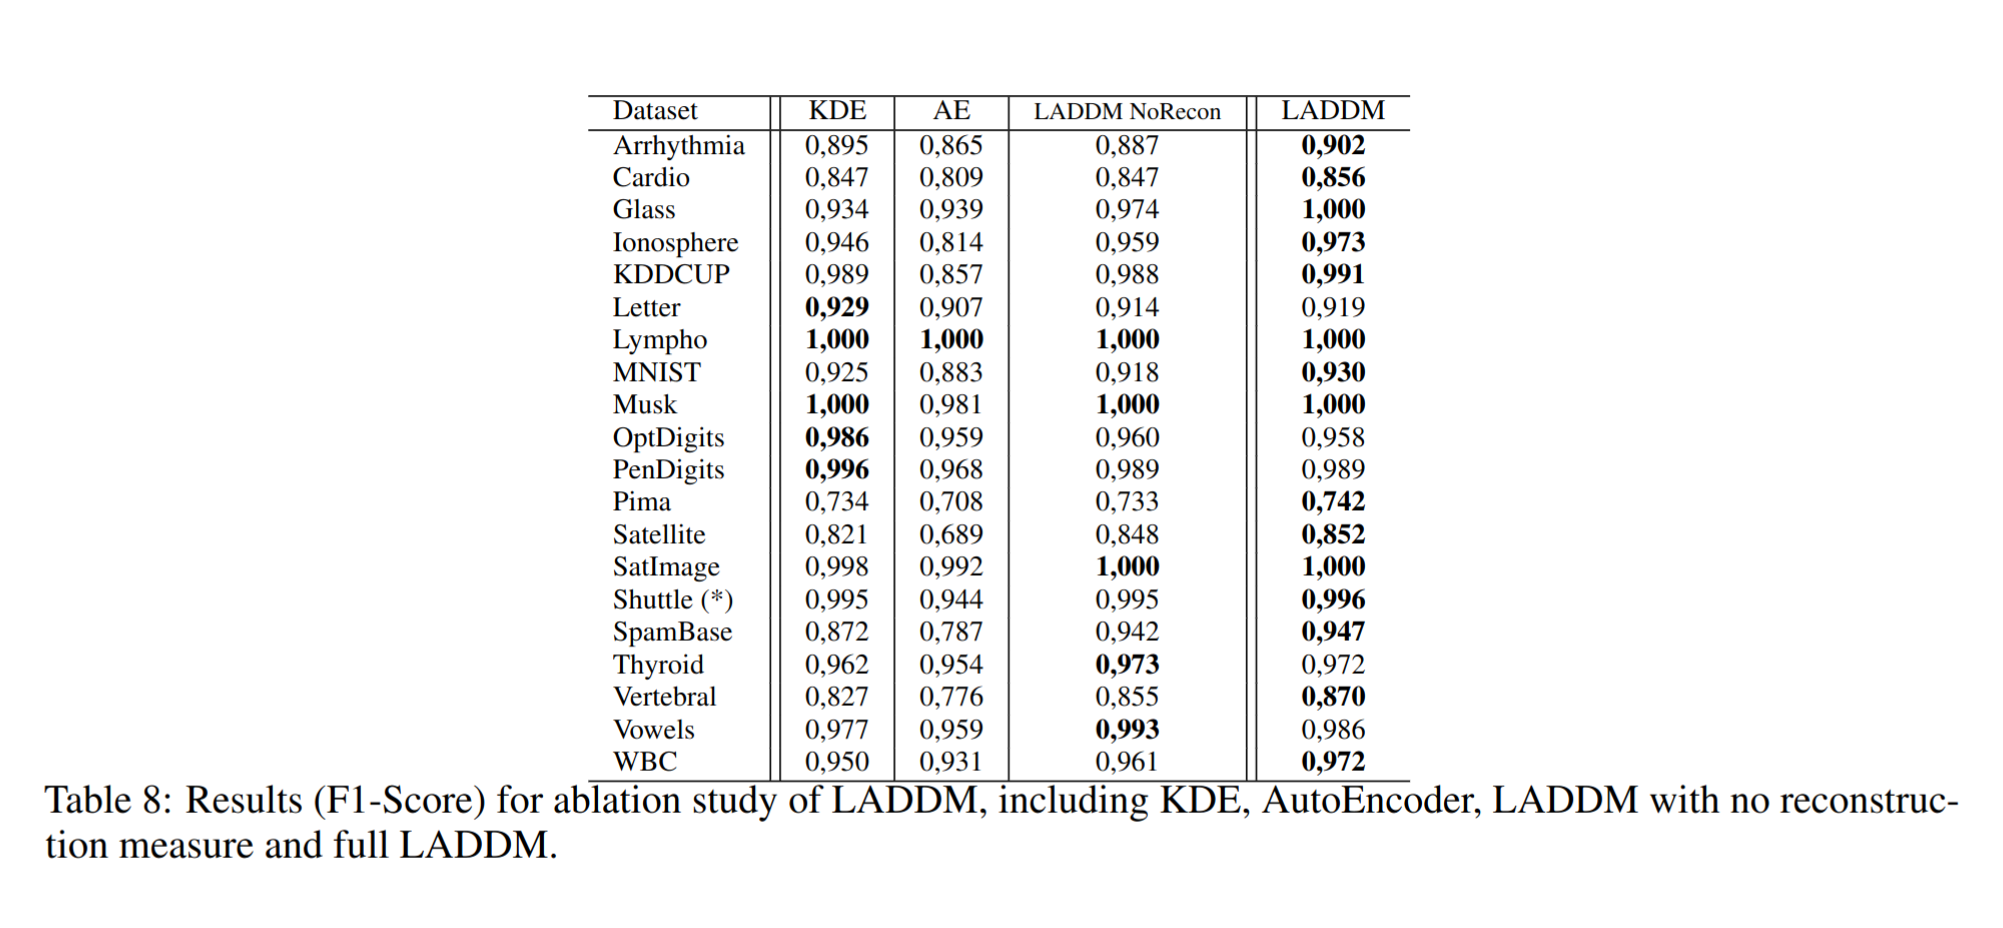 Dataset KDE AE LADDM NoRecon LADDM
Arrhythmia 0,895 0,865 0,887 0,902
Cardio 0,847 0,809 0,847 0,856
Glass 0,934 0,939 0,974 1,000
Ionosphere 0,946 0,814 0,959 0,973
KDDCUP 0,989 0,857 0,988 0,991
Letter 0,929 0,907 0,914 0,919
Lympho 1,000 1,000 1,000 1,000
MNIST 0,925 0,883 0,918 0,930
Musk 1,000 0,981 1,000 1,000
OptDigits 0,986 0,959 0,960 0,958
PenDigits 0,996 0,968 0,989 0,989
Pima 0,734 0,708 0,733 0,742
Satellite 0,821 0,689 0,848 0,852
SatImage 0,998 0,992 1,000 1,000
Shuttle (*) 0,995 0,944 0,995 0,996
SpamBase 0,872 0,787 0,942 0,947
Thyroid 0,962 0,954 0,973 0,972
Vertebral 0,827 0,776 0,855 0,870
Vowels 0,977 0,959 0,993 0,986
WBC 0,950 0,931 0,961 0,972
Table 8: Results (F1-Score) for ablation study of LADDM, including KDE, AutoEncoder, LADDM with no reconstruc-
tion measure and full LADDM.